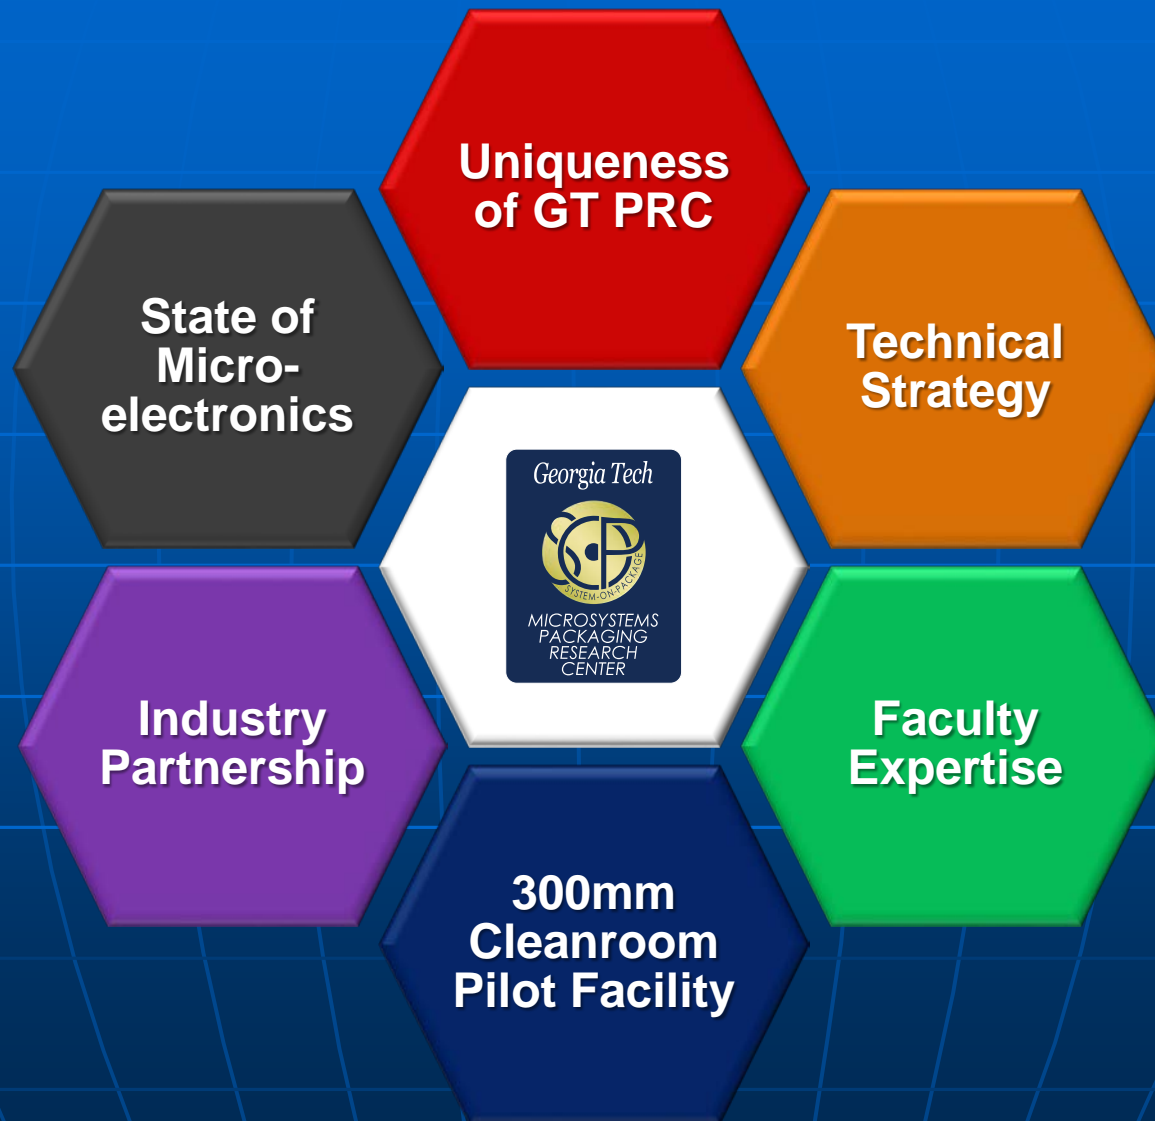 Uniqueness
of GT PRC
State of
Micro-
electronics
Technical
Strategy
Georgia Tech
SOP
SYSTEM-ON-PACKAGE
MICROSYSTEMS
PACKAGING
RESEARCH
CENTER
Industry
Partnership
Faculty
Expertise
300mm
Cleanroom
Pilot Facility